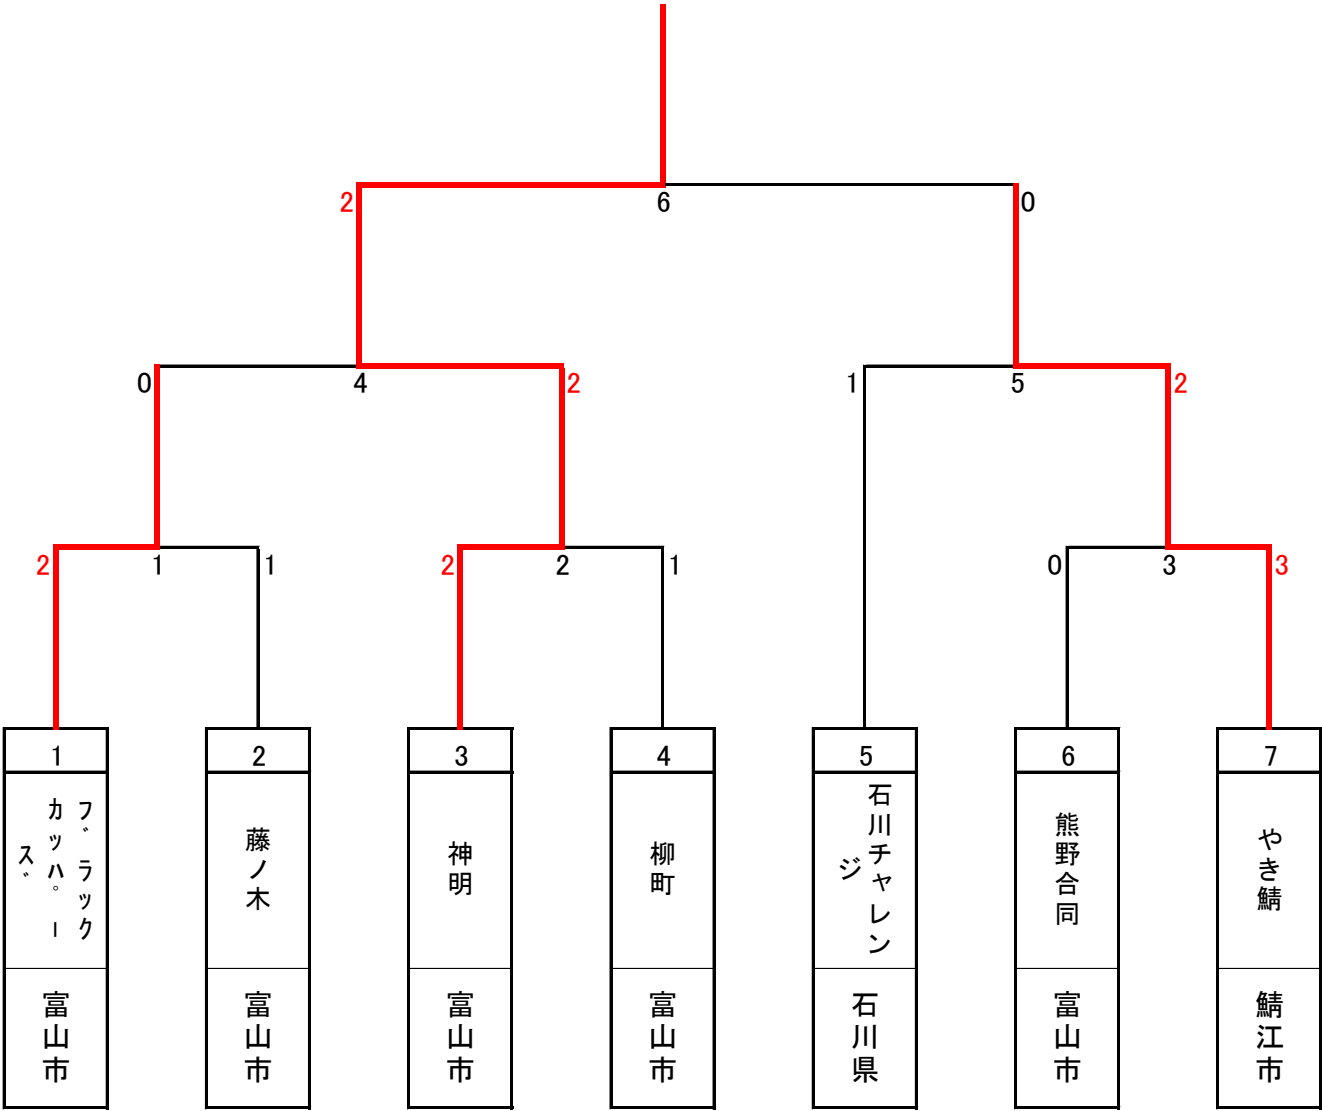 2 6 0
0 4 2 1 5 2
2 1 1 2 2 1 0 3 3
1 2 3 4 5 6 7
ﾌﾞﾗｯｸ
ｶｯﾊﾟｰ
ｽﾞ
藤ノ木
神明
柳町
石川チャレン
ジ
熊野合同
やき鯖
富山市
富山市
富山市
富山市
石川県
富山市
鯖江市